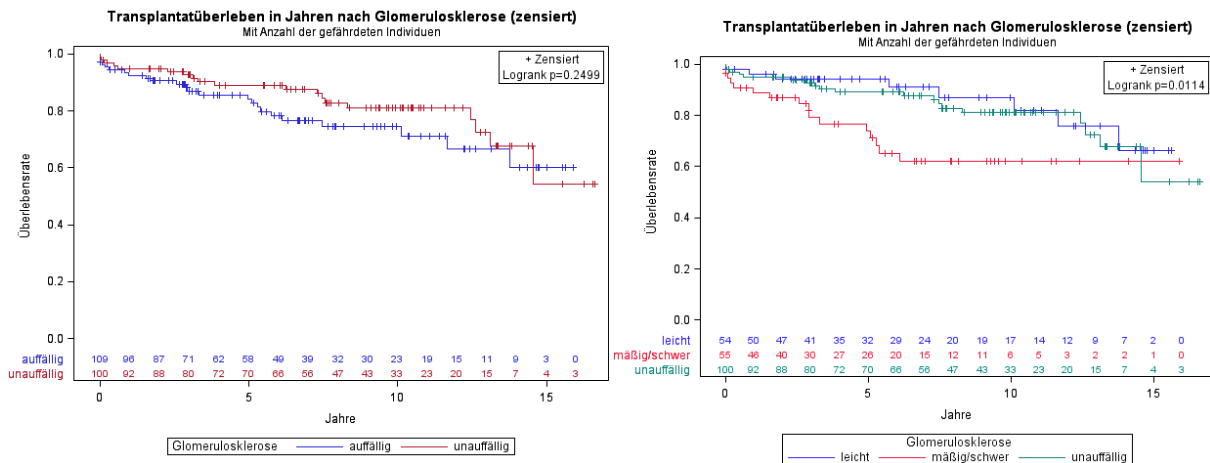 Transplantatüberleben in Jahren nach Glomerulosklerose (zensiert)
Mit Anzahl der gefährdeten Individuen
+ Zensiert
Logrank p=0.2499
Überlebensrate
1.0
0.8
0.6
0.4
0.2
0.0
auffällig 109 96 87 71 62 58 49 39 32 30 23 19 15 11 9 3 0
unauffällig 100 92 88 80 72 70 66 56 47 43 33 23 20 15 7 4 3
0 5 10 15
Jahre
Glomerulosklerose auffällig unauffällig
Transplantatüberleben in Jahren nach Glomerulosklerose (zensiert)
Mit Anzahl der gefährdeten Individuen
+ Zensiert
Logrank p=0.0114
Überlebensrate
1.0
0.8
0.6
0.4
0.2
0.0
leicht 54 50 47 41 35 32 29 24 20 19 17 14 12 9 7 2 0
mäßig/schwer 55 46 40 30 27 26 20 15 12 11 6 5 3 2 2 1 0
unauffällig 100 92 88 80 72 70 66 56 47 43 33 23 20 15 7 4 3
0 5 10 15
Jahre
Glomerulosklerose
leicht mäßig/schwer unauffällig